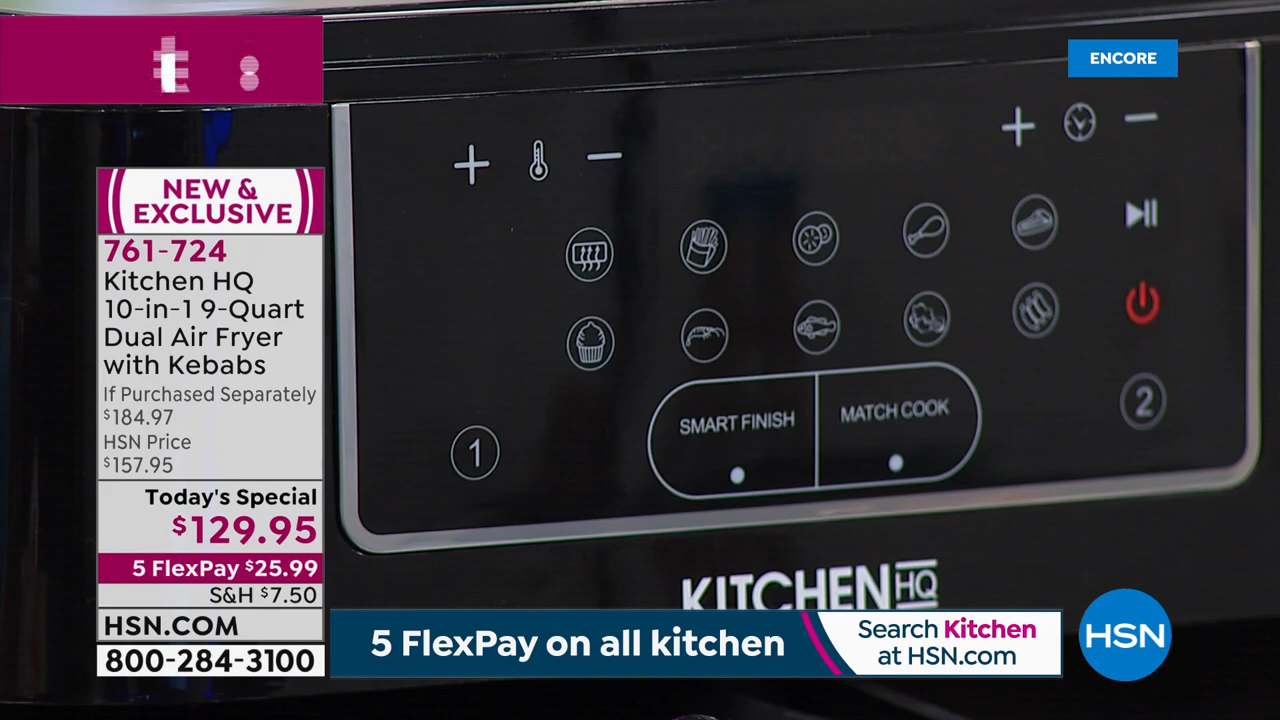 ENCORE
NEW &
EXCLUSIVE
761-724
Kitchen HQ
10-in-1 9-Quart
Dual Air Fryer
with Kebabs
If Purchased Separately
$184.97
HSN Price
$157.95
Today's Special
$129.95
5 FlexPay $25.99
S&H $7.50
HSN.COM
800-284-3100
SMART FINISH
MATCH COOK
1
2
KITCHEN HQ
5 FlexPay on all kitchen
Search Kitchen
at HSN.com
HSN